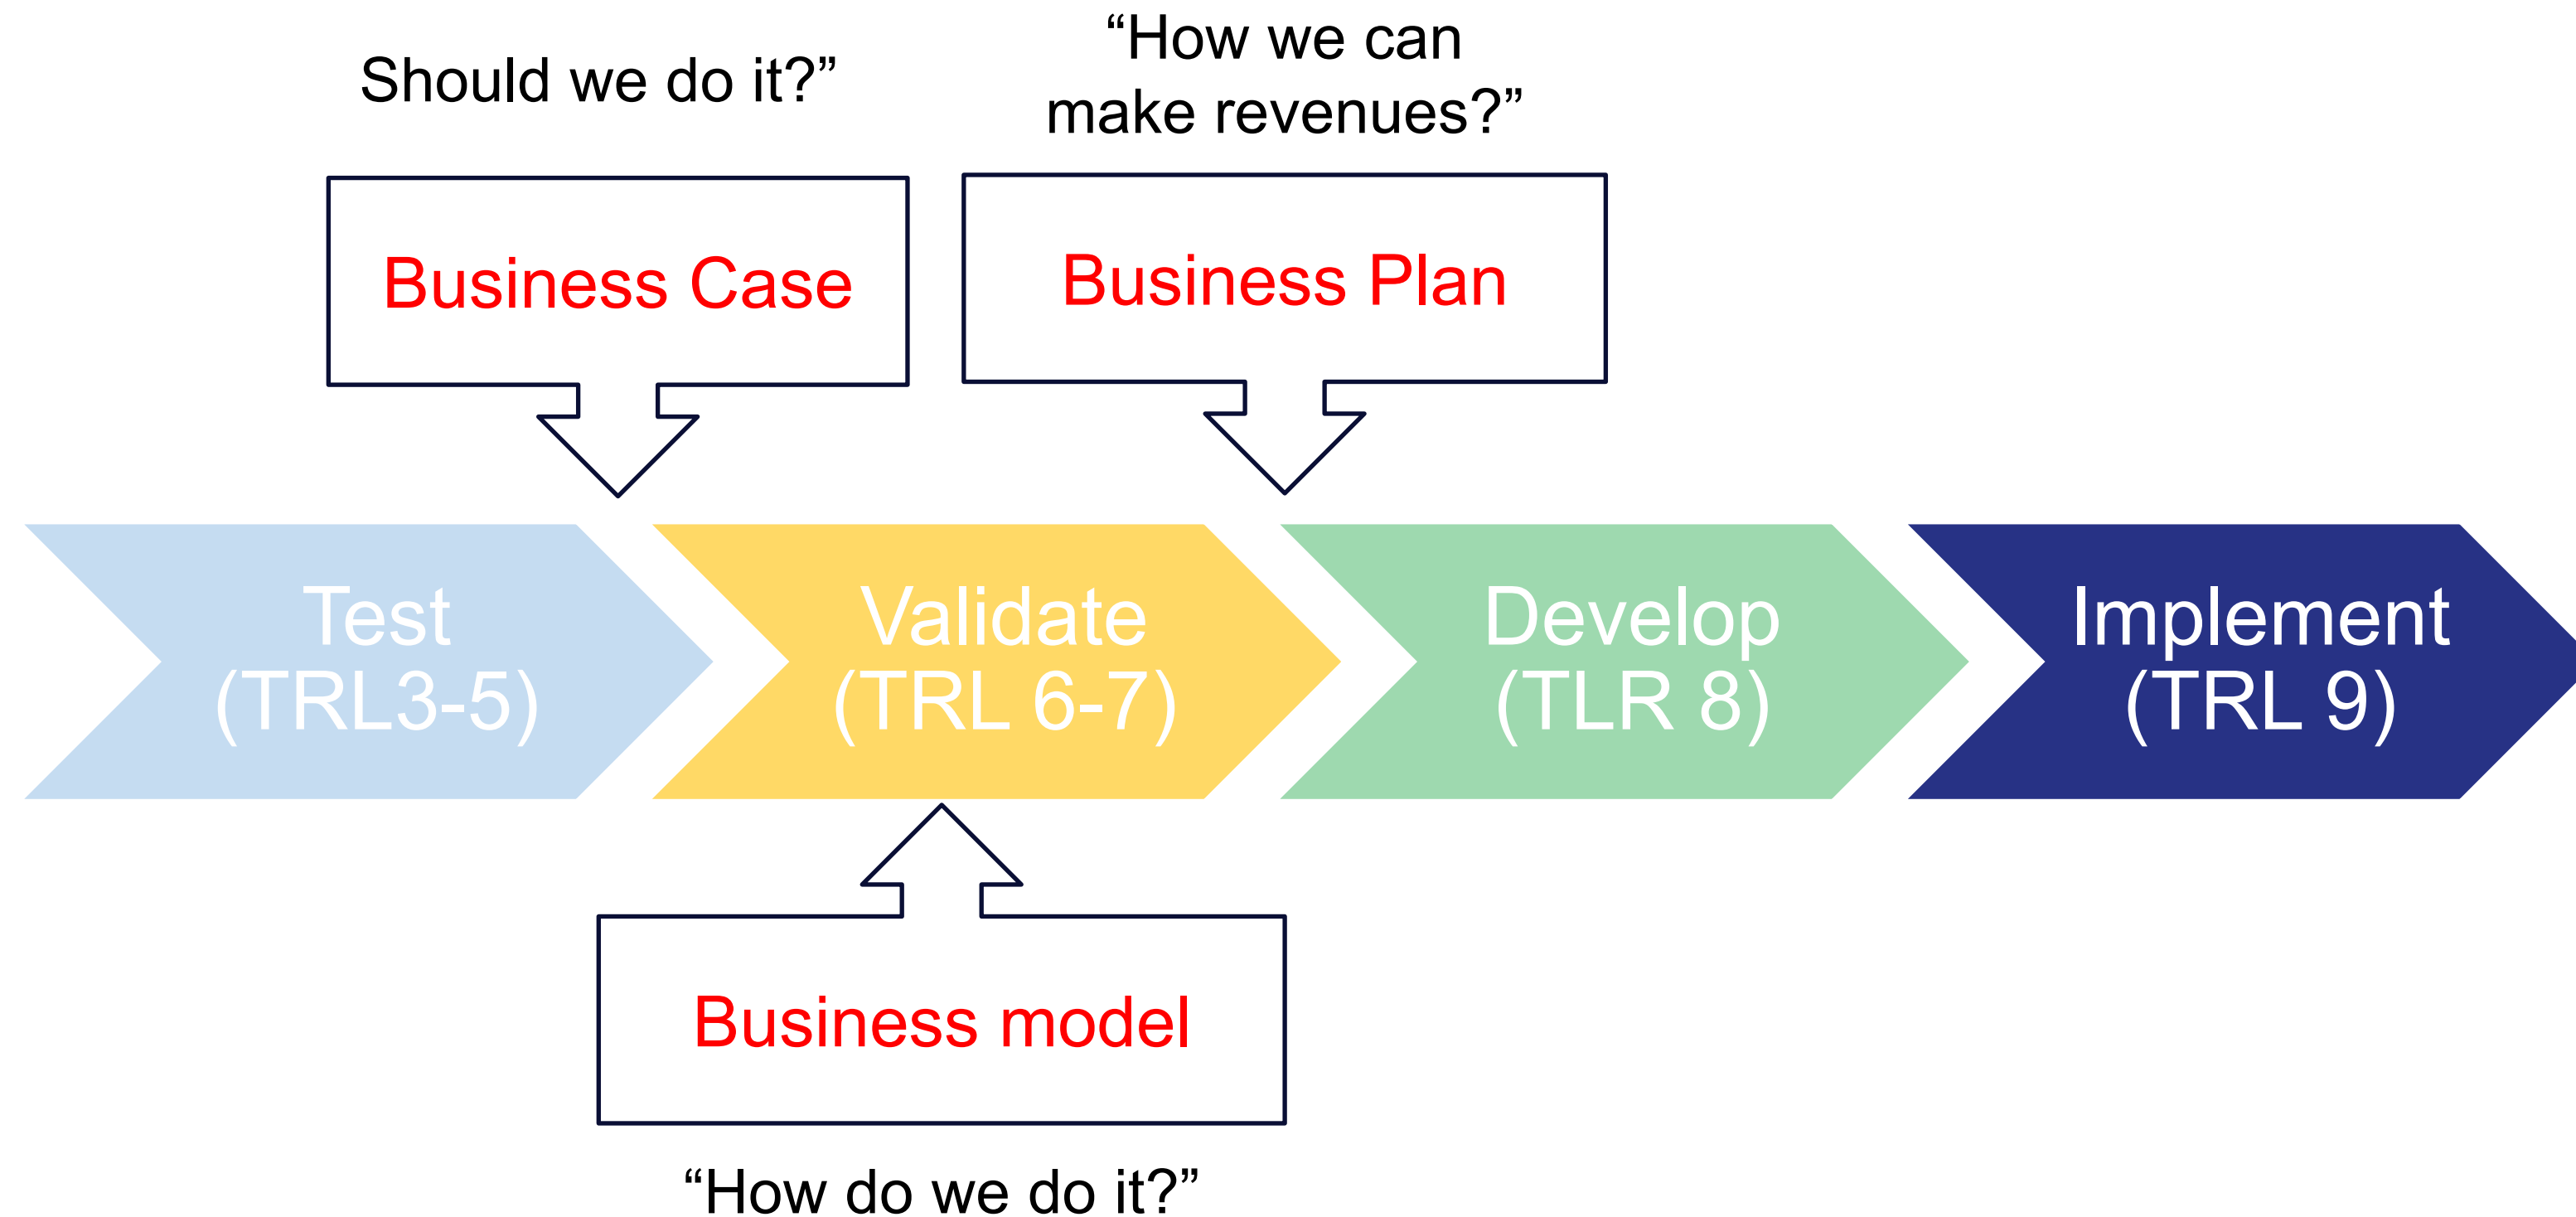 Should we do it?”
“How we can
make revenues?”
Business Case
Business Plan
Test
(TRL3-5)
Validate
(TRL 6-7)
Develop
(TLR 8)
Implement
(TRL 9)
Business model
“How do we do it?”